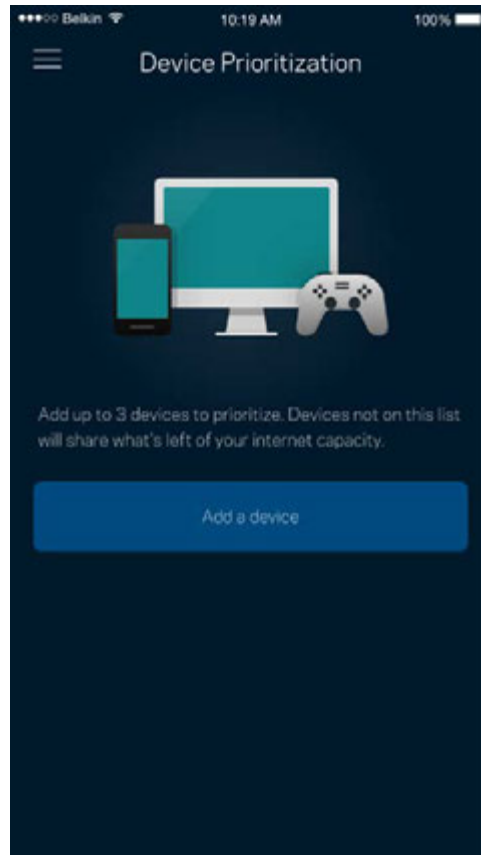 Belkin 10:19 AM 100%
Device Prioritization
Add up to 3 devices to prioritize. Devices not on this list
will share what's left of your internet capacity.
Add a device